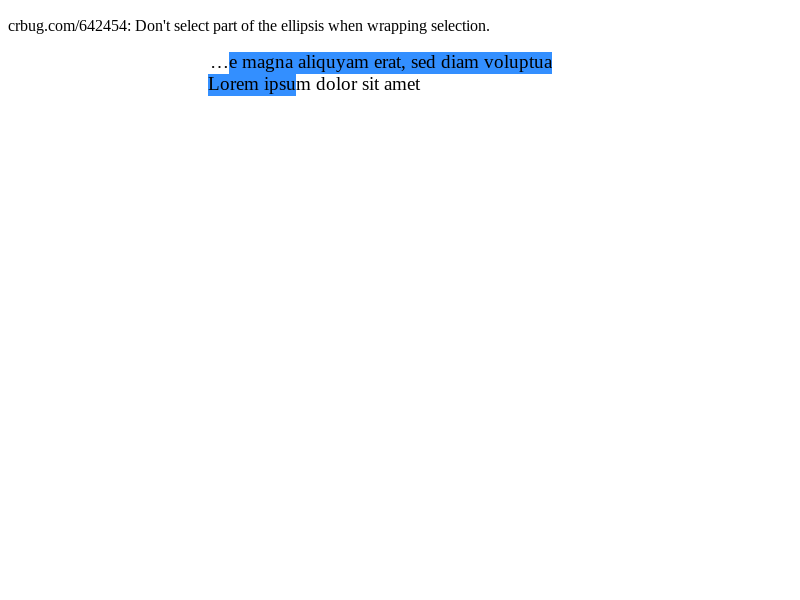 crbug.com/642454: Don't select part of the ellipsis when wrapping selection.
…e magna aliquyam erat, sed diam voluptua
Lorem ipsum dolor sit amet